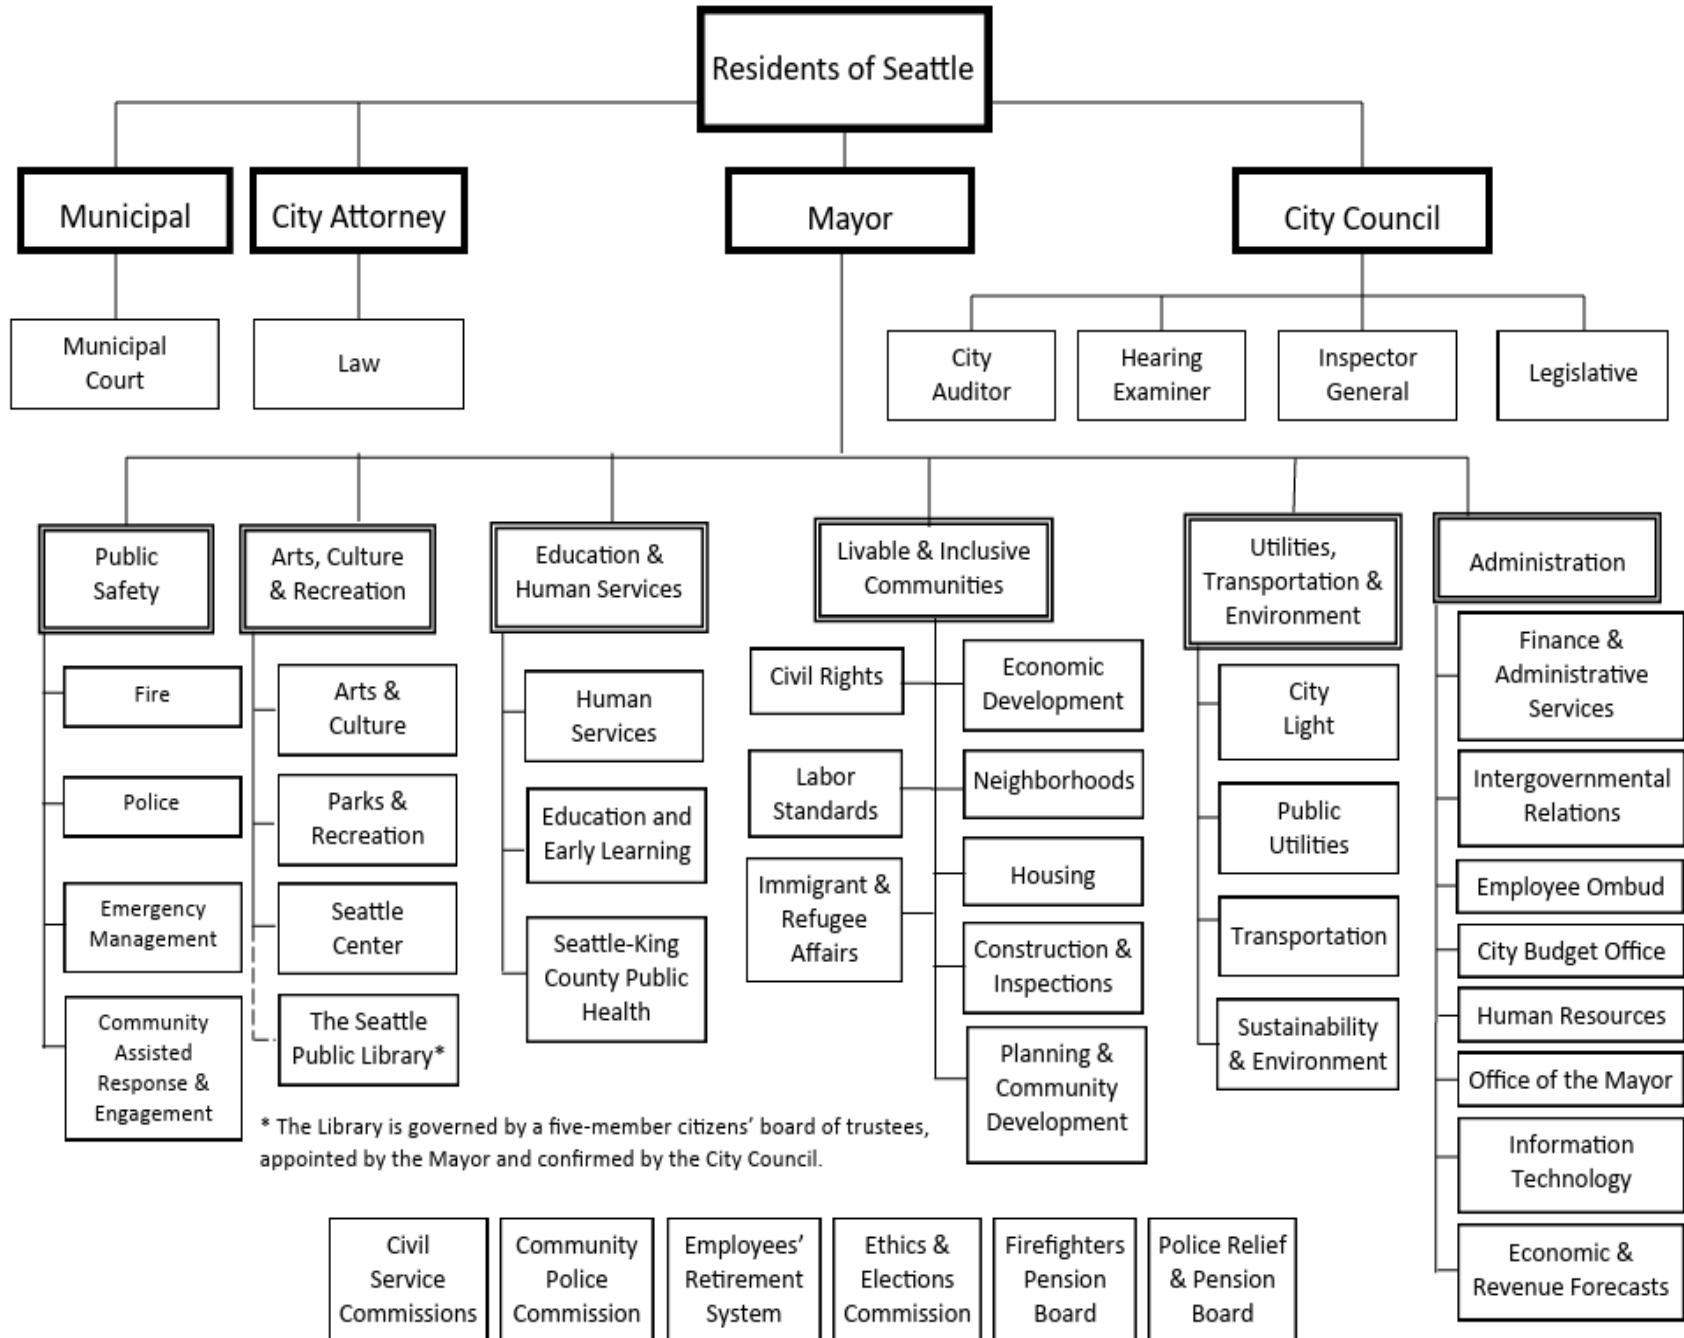 Residents of Seattle
Municipal
City Attorney
Mayor
City Council
Municipal
Court
Law
City
Auditor
Hearing
Examiner
Inspector
General
Legislative
Public
Safety
Arts, Culture
& Recreation
Education &
Human Services
Livable & Inclusive
Communities
Utilities,
Transportation &
Environment
Administration
Fire
Police
Emergency
Management
Community
Assisted
Response &
Engagement
Arts &
Culture
Parks &
Recreation
Seattle
Center
The Seattle
Public Library*
Human
Services
Education and
Early Learning
Seattle-King
County Public
Health
Civil Rights
Labor
Standards
Immigrant &
Refugee
Affairs
Economic
Development
Neighborhoods
Housing
Construction &
Inspections
Planning &
Community
Development
City
Light
Public
Utilities
Transportation
Sustainability
& Environment
Finance &
Administrative
Services
Intergovernmental
Relations
Employee Ombud
City Budget Office
Human Resources
Office of the Mayor
Information
Technology
Economic &
Revenue Forecasts
* The Library is governed by a five-member citizens’ board of trustees,
appointed by the Mayor and confirmed by the City Council.
Civil
Service
Commissions
Community
Police
Commission
Employees’
Retirement
System
Ethics &
Elections
Commission
Firefighters
Pension
Board
Police Relief
& Pension
Board